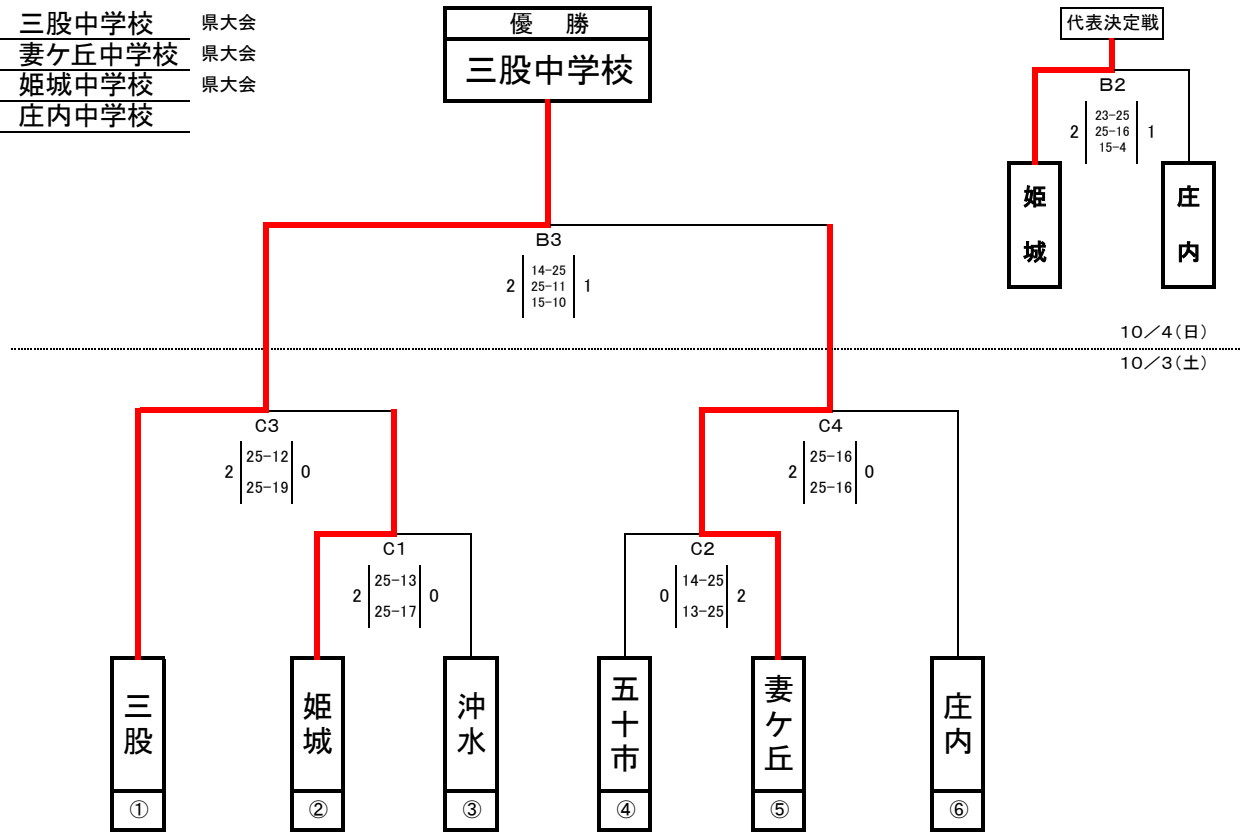 三股中学校 県大会
妻ケ丘中学校 県大会
姫城中学校 県大会
庄内中学校
優 勝
三股中学校
代表決定戦
B2
2 23-25 1
25-16
15-4
姫城
庄内
B3
2 14-25 1
25-11
15-10
10/4(日)
10/3(土)
C3
2 25-12 0
25-19
C4
2 25-16 0
25-16
C1
2 25-13 0
25-17
C2
0 14-25 2
13-25
三股
姫城
沖水
五十市
妻ケ丘
庄内
① ② ③ ④ ⑤ ⑥